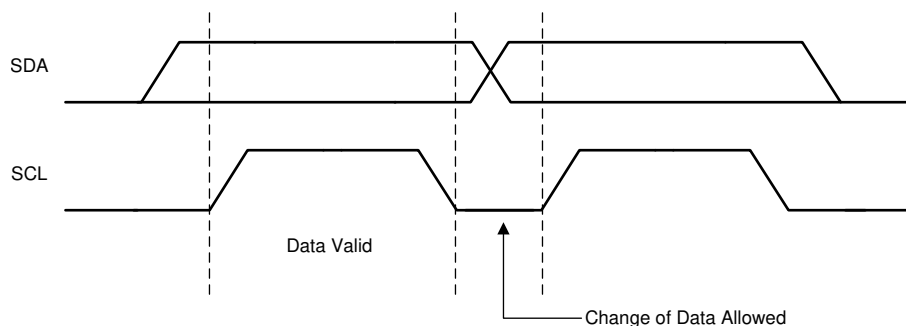 SDA
SCL
Data Valid
Change of Data Allowed